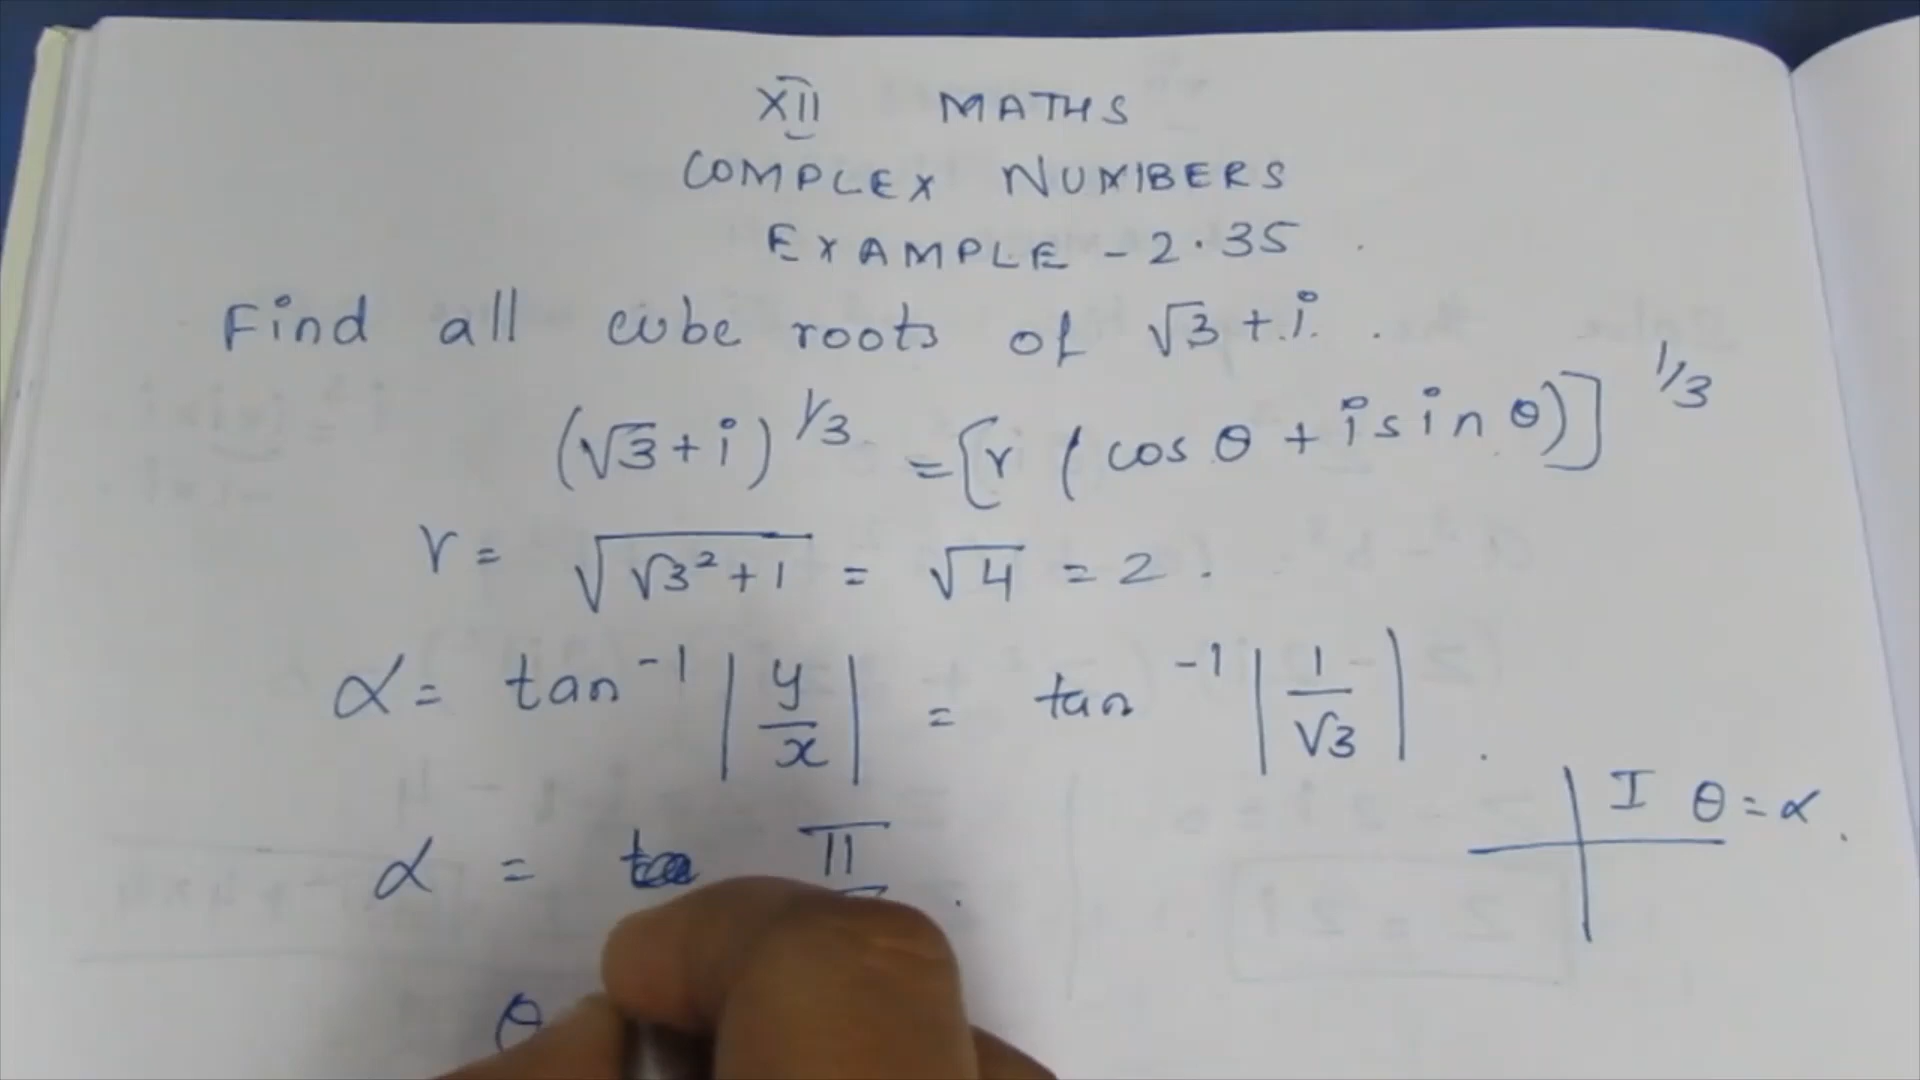 XII MATHS
COMPLEX NUMBERS
EXAMPLE - 2.35
Find all cube roots of √3 + i.
(√3 + i)^1/3 = [r (cos θ + i sin θ)]^1/3
r = √(√3² + 1) = √4 = 2.
α = tan⁻¹ |y/x| = tan⁻¹ |1/√3|.
I θ = α.
α = π
θ